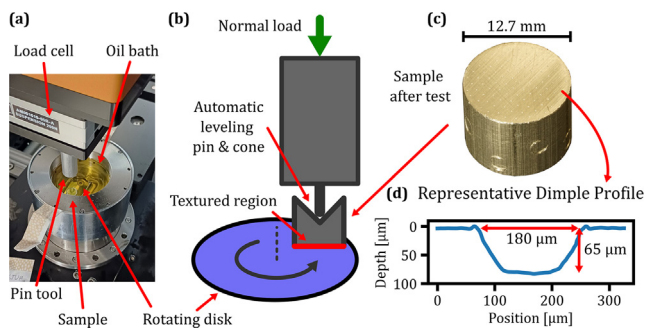 (a)
Load cell
Oil bath
Pin tool
Sample
Rotating disk
(b)
Normal load
Automatic
leveling
pin & cone
Textured region
(c)
12.7 mm
Sample
after test
(d) Representative Dimple Profile
Depth [μm]
0
50
100
180 μm
65 μm
0
100
200
300
Position [μm]